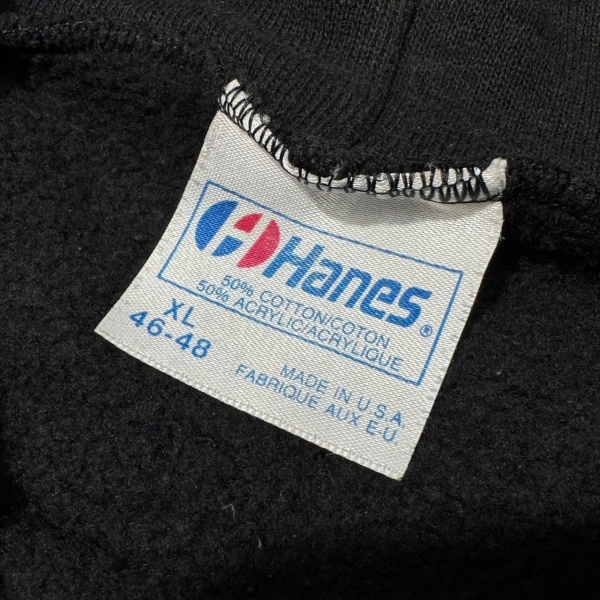 Hanes®
50% COTTON/COTON
50% ACRYLIC/ACRYLIQUE
XL
46-48
MADE IN U.S.A.
FABRIQUE AUX E.-U.